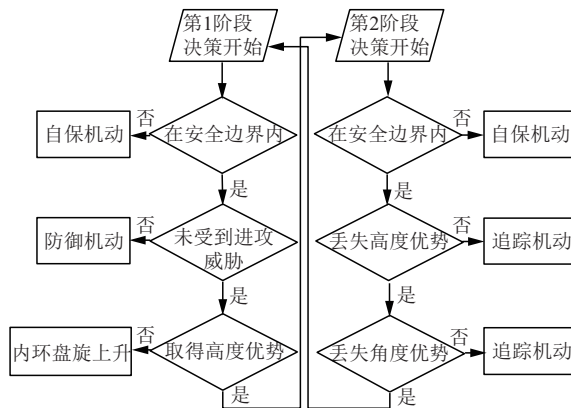 第1阶段
决策开始
在安全边界内
否
自保机动
是
未受到进攻
威胁
否
防御机动
是
取得高度优势
否
内环盘旋上升
是
第2阶段
决策开始
在安全边界内
否
自保机动
是
丢失高度优势
否
追踪机动
是
丢失角度优势
否
追踪机动
是